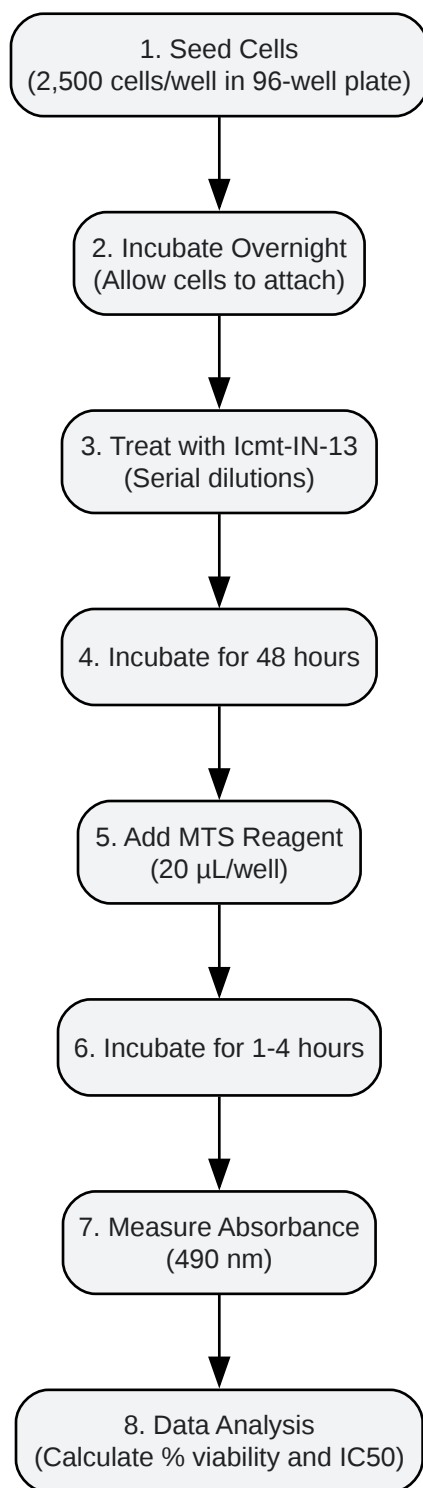 1. Seed Cells
(2,500 cells/well in 96-well plate)
2. Incubate Overnight
(Allow cells to attach)
3. Treat with Icmt-IN-13
(Serial dilutions)
4. Incubate for 48 hours
5. Add MTS Reagent
(20 µL/well)
6. Incubate for 1-4 hours
7. Measure Absorbance
(490 nm)
8. Data Analysis
(Calculate % viability and IC50)